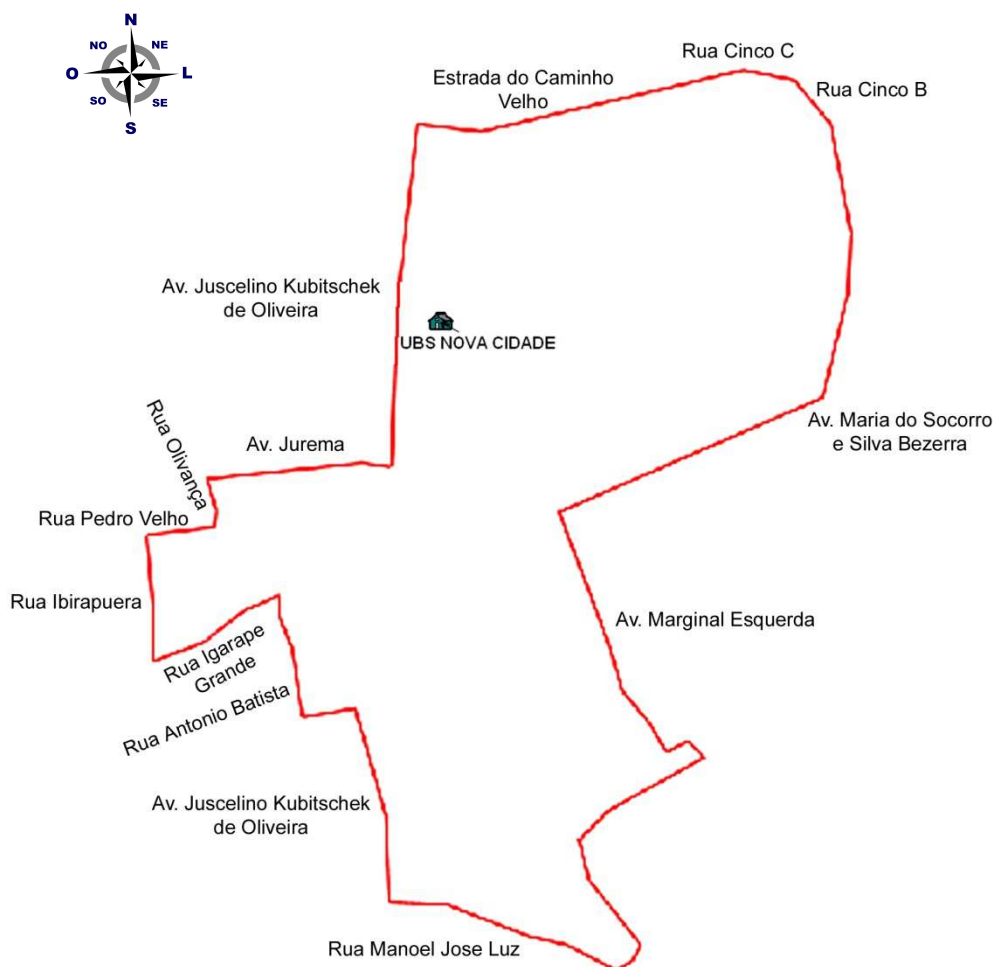 N
NO
NE
O
L
SO
SE
S
Rua Cinco C
Estrada do Caminho
Velho
Rua Cinco B
Av. Juscelino Kubitschek
de Oliveira
UBS NOVA CIDADE
Rua Olivança
Av. Jurema
Av. Maria do Socorro
e Silva Bezerra
Rua Pedro Velho
Rua Ibirapuera
Av. Marginal Esquerda
Rua Igarape
Grande
Rua Antonio Batista
Av. Juscelino Kubitschek
de Oliveira
Rua Manoel Jose Luz